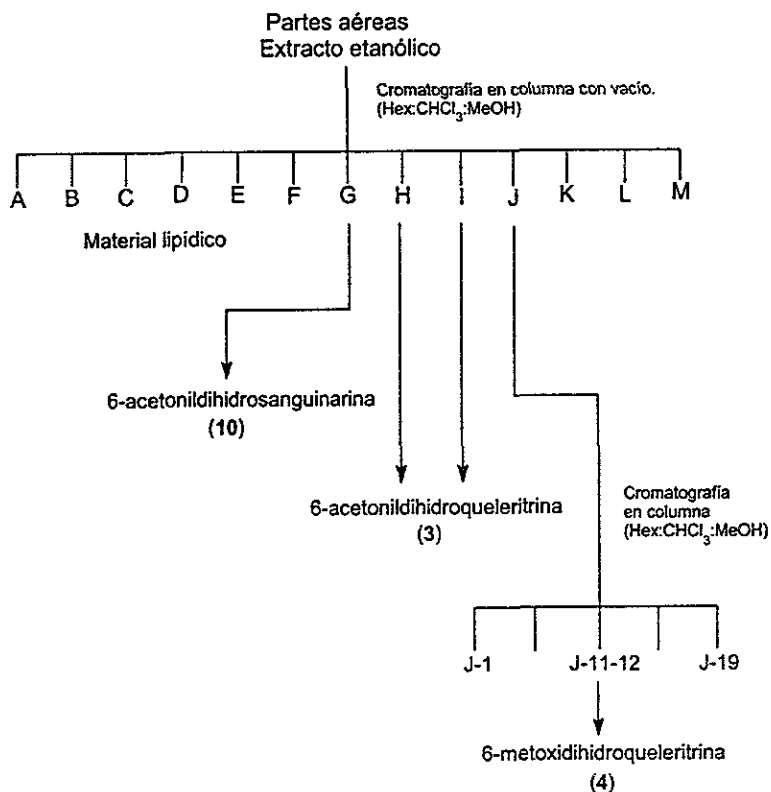 Partes aéreas
Extracto etanólico
Cromatografía en columna con vacío.
(Hex:CHCl3:MeOH)
A B C D E F G H I J K L M
Material lipídico
6-acetonildihidrosanguinarina
(10)
6-acetonildihidroqueleritrina
(3)
Cromatografía
en columna
(Hex:CHCl3:MeOH)
J-1 J-11-12 J-19
6-metoxidihidroqueleritrina
(4)